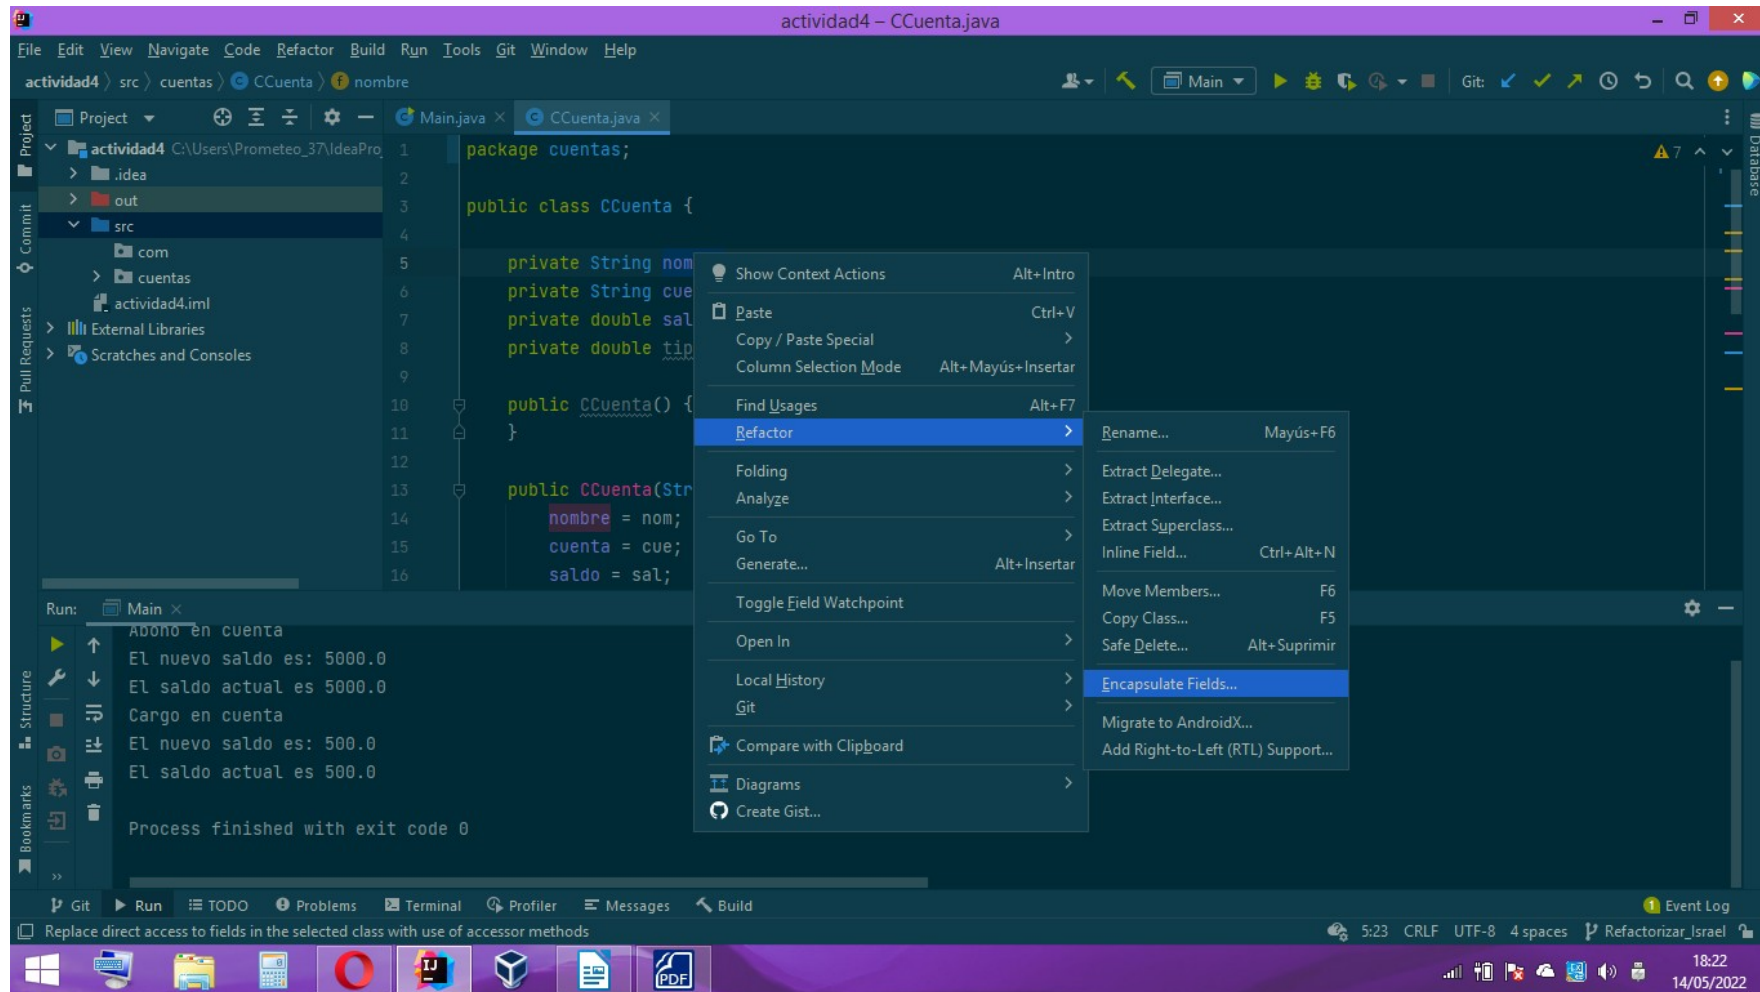 actividad4 – CCuenta.java
File Edit View Navigate Code Refactor Build Run Tools Git Window Help
actividad4 src cuentas CCuenta nombre
Main
Git:
Project
Main.java
CCuenta.java
Project
Commit
Pull Requests
Structure
Bookmarks
Database
actividad4 C:\Users\Prometeo_37\IdeaPro
.idea
out
src
com
cuentas
actividad4.iml
External Libraries
Scratches and Consoles
7
1 package cuentas;
2
3 public class CCuenta {
4
5 private String nom
6 private String cue
7 private double sal
8 private double tip
9
10 public CCuenta() {
11 }
12
13 public CCuenta(Str
14 nombre = nom;
15 cuenta = cue;
16 saldo = sal;
Show Context Actions Alt+Intro
Paste Ctrl+V
Copy / Paste Special
Column Selection Mode Alt+Mayús+Insertar
Find Usages Alt+F7
Refactor
Folding
Analyze
Go To
Generate... Alt+Insertar
Toggle Field Watchpoint
Open In
Local History
Git
Compare with Clipboard
Diagrams
Create Gist...
Rename... Mayús+F6
Extract Delegate...
Extract Interface...
Extract Superclass...
Inline Field... Ctrl+Alt+N
Move Members... F6
Copy Class... F5
Safe Delete... Alt+Suprimir
Encapsulate Fields...
Migrate to AndroidX...
Add Right-to-Left (RTL) Support...
Run: Main
Abono en cuenta
El nuevo saldo es: 5000.0
El saldo actual es 5000.0
Cargo en cuenta
El nuevo saldo es: 500.0
El saldo actual es 500.0
Process finished with exit code 0
Git Run TODO Problems Terminal Profiler Messages Build
1 Event Log
Replace direct access to fields in the selected class with use of accessor methods
5:23 CRLF UTF-8 4 spaces Refactorizar_Israel
IJ
PDF
18:22
14/05/2022